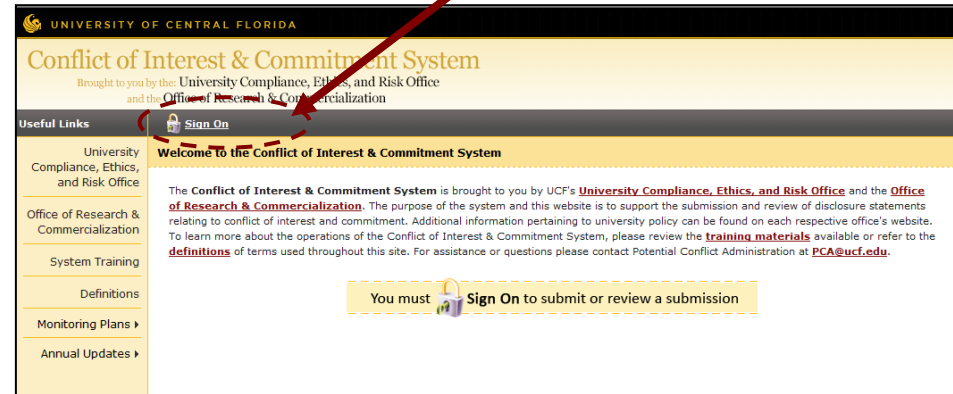 UNIVERSITY OF CENTRAL FLORIDA
Conflict of Interest & Commitment System
Brought to you by the: University Compliance, Ethics, and Risk Office
and the Office of Research & Commercialization
Useful Links
Sign On
University
Compliance, Ethics,
and Risk Office
Office of Research &
Commercialization
System Training
Definitions
Monitoring Plans
Annual Updates
Welcome to the Conflict of Interest & Commitment System
The Conflict of Interest & Commitment System is brought to you by UCF's University Compliance, Ethics, and Risk Office and the Office
of Research & Commercialization. The purpose of the system and this website is to support the submission and review of disclosure statements
relating to conflict of interest and commitment. Additional information pertaining to university policy can be found on each respective office's website.
To learn more about the operations of the Conflict of Interest & Commitment System, please review the training materials available or refer to the
definitions of terms used throughout this site. For assistance or questions please contact Potential Conflict Administration at PCA@ucf.edu.
You must Sign On to submit or review a submission